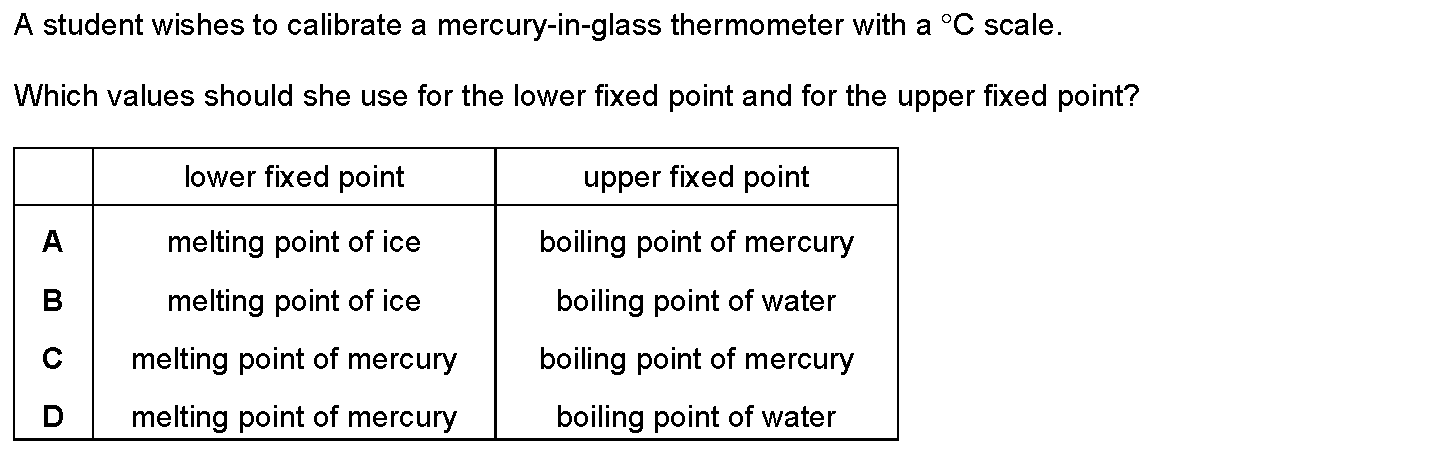 A student wishes to calibrate a mercury-in-glass thermometer with a °C scale.
Which values should she use for the lower fixed point and for the upper fixed point?
lower fixed point upper fixed point
A melting point of ice boiling point of mercury
B melting point of ice boiling point of water
C melting point of mercury boiling point of mercury
D melting point of mercury boiling point of water